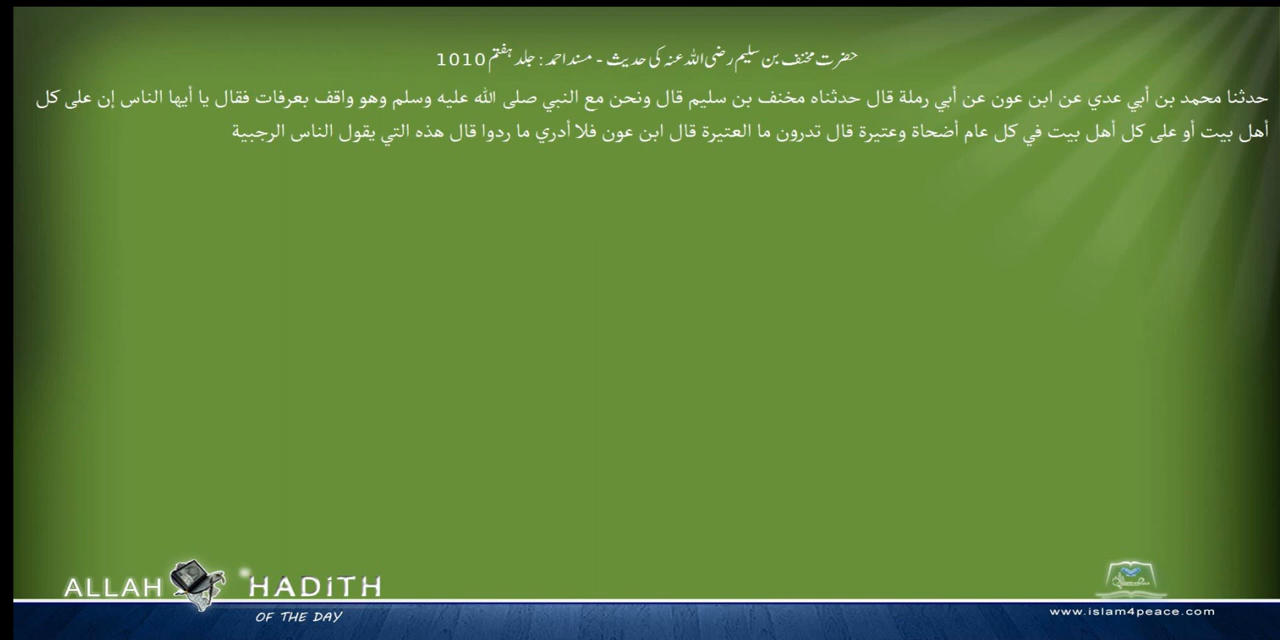 حضرت مخنف بن سلیم رضی اللہ عنہ کی حدیث - مسند احمد : جلد ہفتم 1010
حدثنا محمد بن أبي عدي عن ابن عون عن أبي رملة قال حدثناه مخنف بن سليم قال ونحن مع النبي صلى الله عليه وسلم وهو واقف بعرفات فقال يا أيها الناس إن على كل
أهل بيت أو على كل أهل بيت في كل عام أضحاة وعتيرة قال تدرون ما العتيرة قال ابن عون فلا أدري ما ردوا قال هذه التي يقول الناس الرجبية
ALLAH HADITH
OF THE DAY
www.islam4peace.com